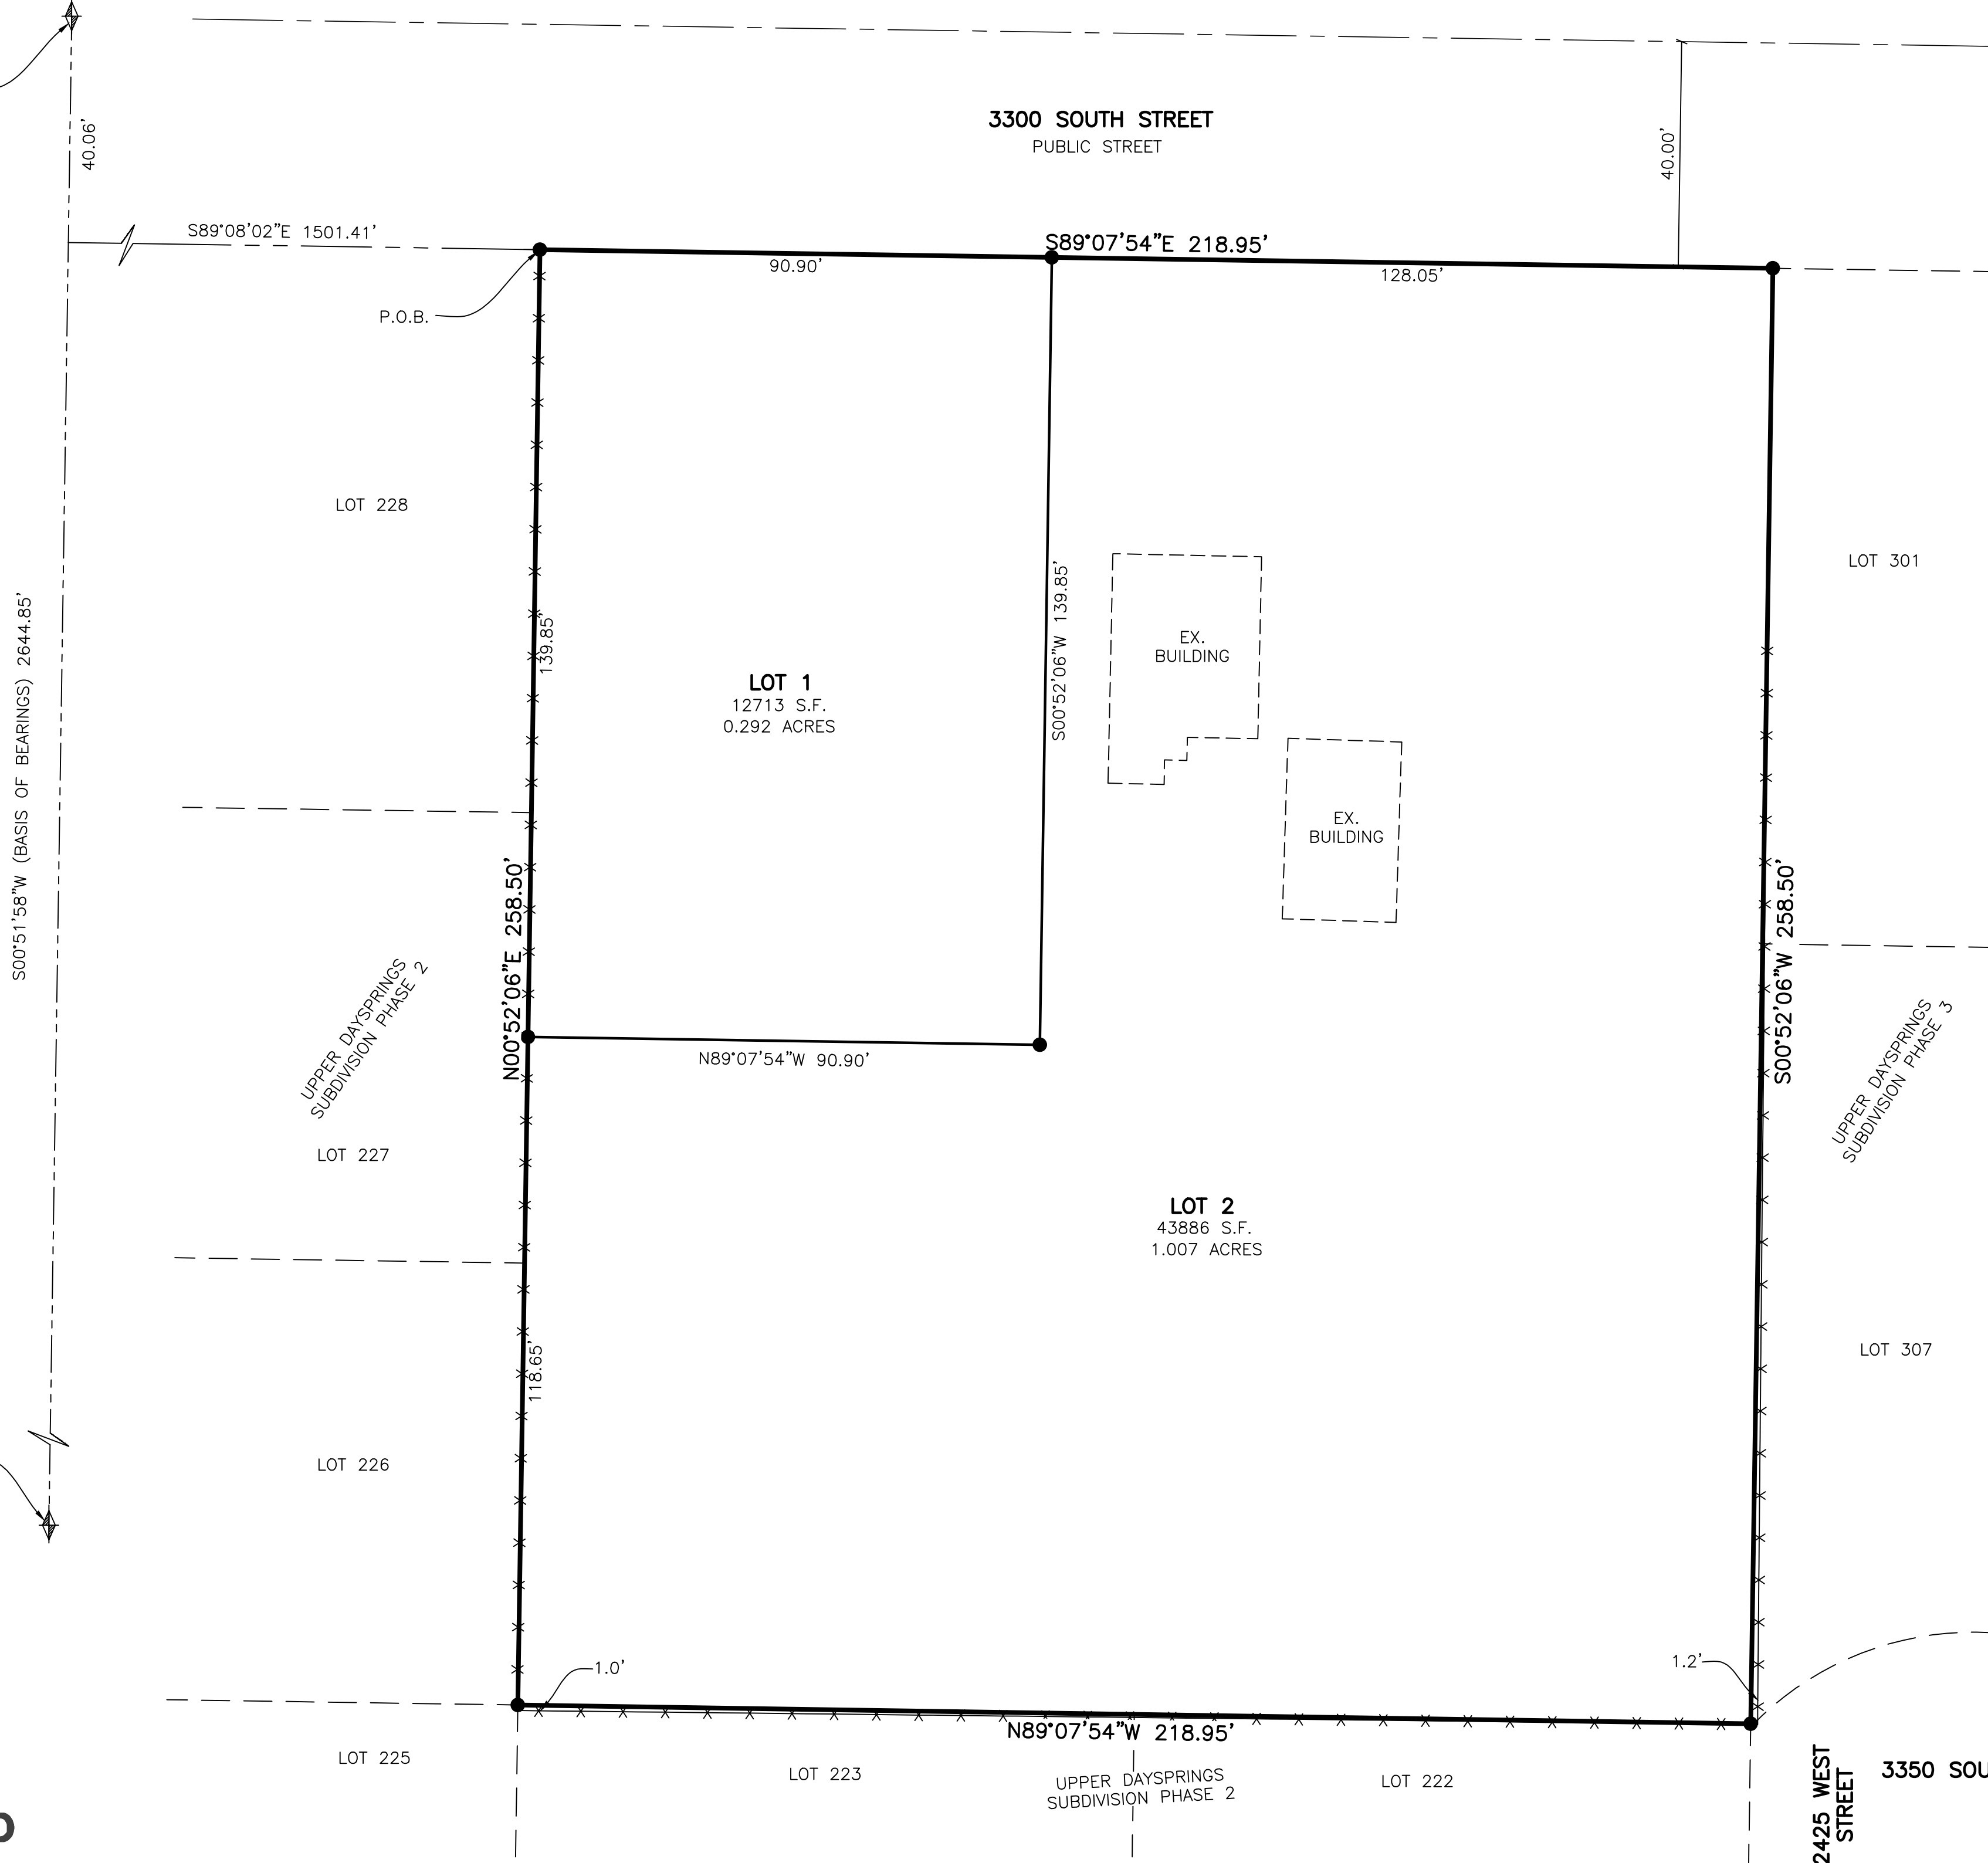 40.06'
3300 SOUTH STREET
PUBLIC STREET
40.00'
S89°08'02"E 1501.41'
S89°07'54"E 218.95'
90.90'
128.05'
P.O.B.
LOT 228
LOT 301
139.85'
S00°52'06"W 139.85'
EX.
BUILDING
LOT 1
12713 S.F.
0.292 ACRES
EX.
BUILDING
S00°51'58"W (BASIS OF BEARINGS) 2644.85'
N00°52'06"E 258.50'
S00°52'06"W 258.50'
UPPER DAYSPRINGS
SUBDIVISION PHASE 2
N89°07'54"W 90.90'
UPPER DAYSPRINGS
SUBDIVISION PHASE 3
LOT 227
LOT 2
43886 S.F.
1.007 ACRES
118.65'
LOT 307
LOT 226
1.0'
1.2'
N89°07'54"W 218.95'
LOT 225
LOT 223
UPPER DAYSPRINGS
SUBDIVISION PHASE 2
LOT 222
2425 WEST
STREET
3350 SOU